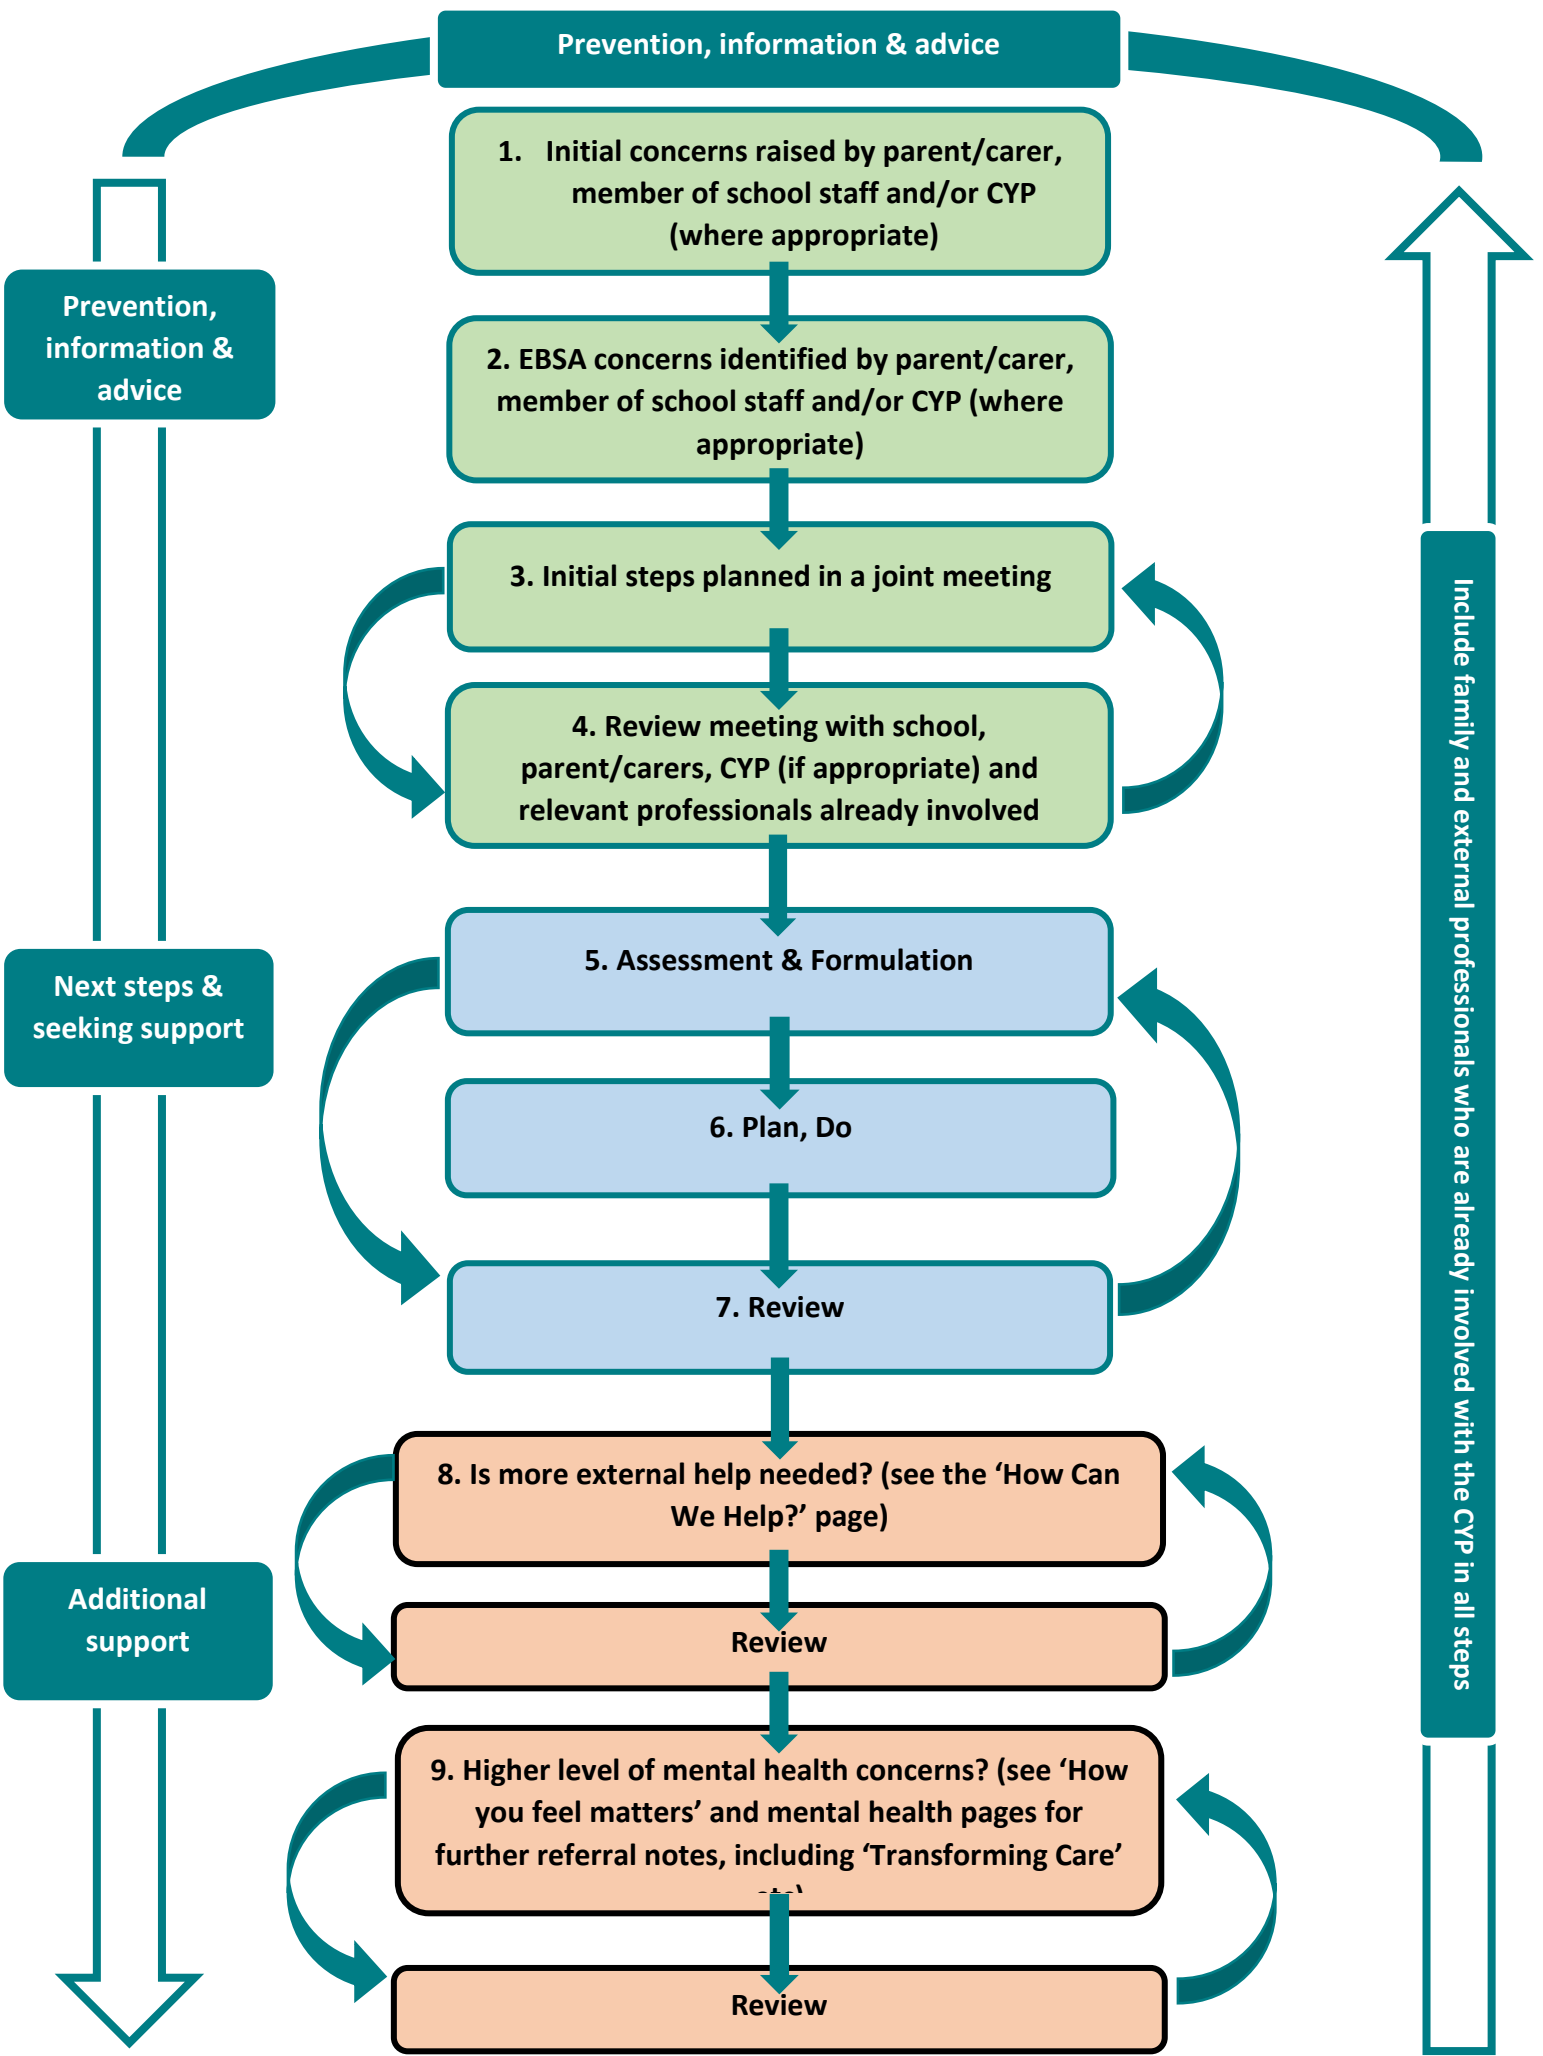 Prevention, information & advice
1. Initial concerns raised by parent/carer,
member of school staff and/or CYP
(where appropriate)
Prevention,
information &
advice
2. EBSA concerns identified by parent/carer,
member of school staff and/or CYP (where
appropriate)
3. Initial steps planned in a joint meeting
4. Review meeting with school,
parent/carers, CYP (if appropriate) and
relevant professionals already involved
Next steps &
seeking support
5. Assessment & Formulation
6. Plan, Do
7. Review
Additional
support
8. Is more external help needed? (see the ‘How Can
We Help?’ page)
Review
9. Higher level of mental health concerns? (see ‘How
you feel matters’ and mental health pages for
further referral notes, including ‘Transforming Care’
Review
Include family and external professionals who are already involved with the CYP in all steps